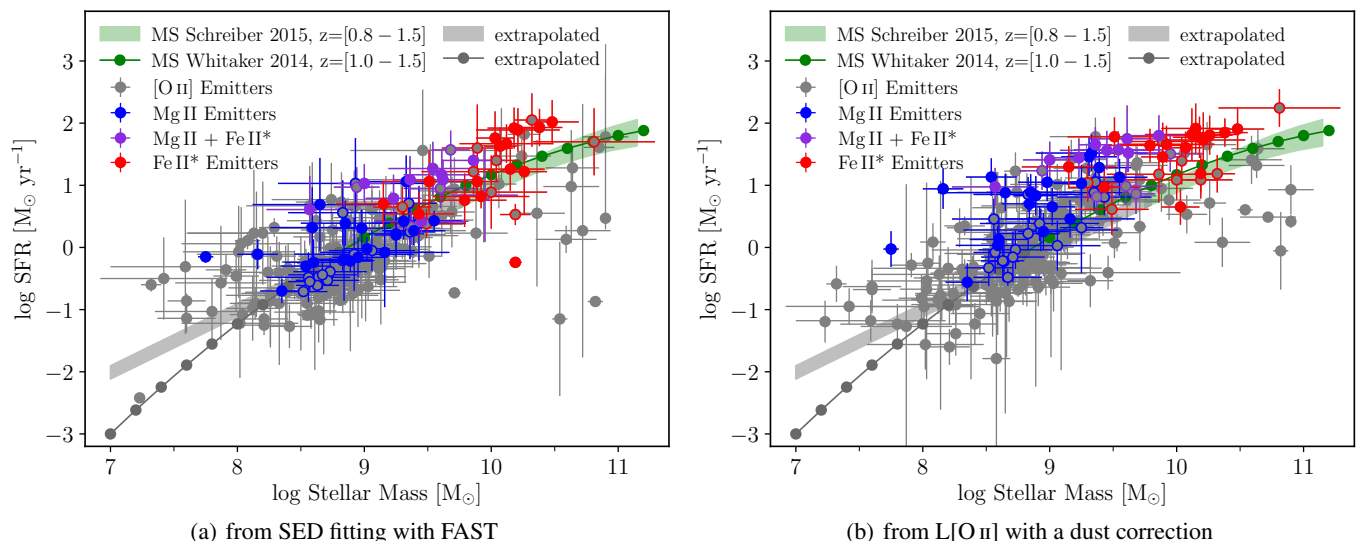 MS Schreiber 2015, z=[0.8 − 1.5] extrapolated
MS Whitaker 2014, z=[1.0 − 1.5] extrapolated
[O II] Emitters
Mg II Emitters
Mg II + Fe II*
Fe II* Emitters
3
2
1
0
−1
−2
−3
log SFR [M⊙ yr⁻¹]
7 8 9 10 11
log Stellar Mass [M⊙]
(a) from SED fitting with FAST
MS Schreiber 2015, z=[0.8 − 1.5] extrapolated
MS Whitaker 2014, z=[1.0 − 1.5] extrapolated
[O II] Emitters
Mg II Emitters
Mg II + Fe II*
Fe II* Emitters
3
2
1
0
−1
−2
−3
log SFR [M⊙ yr⁻¹]
7 8 9 10 11
log Stellar Mass [M⊙]
(b) from L[O II] with a dust correction